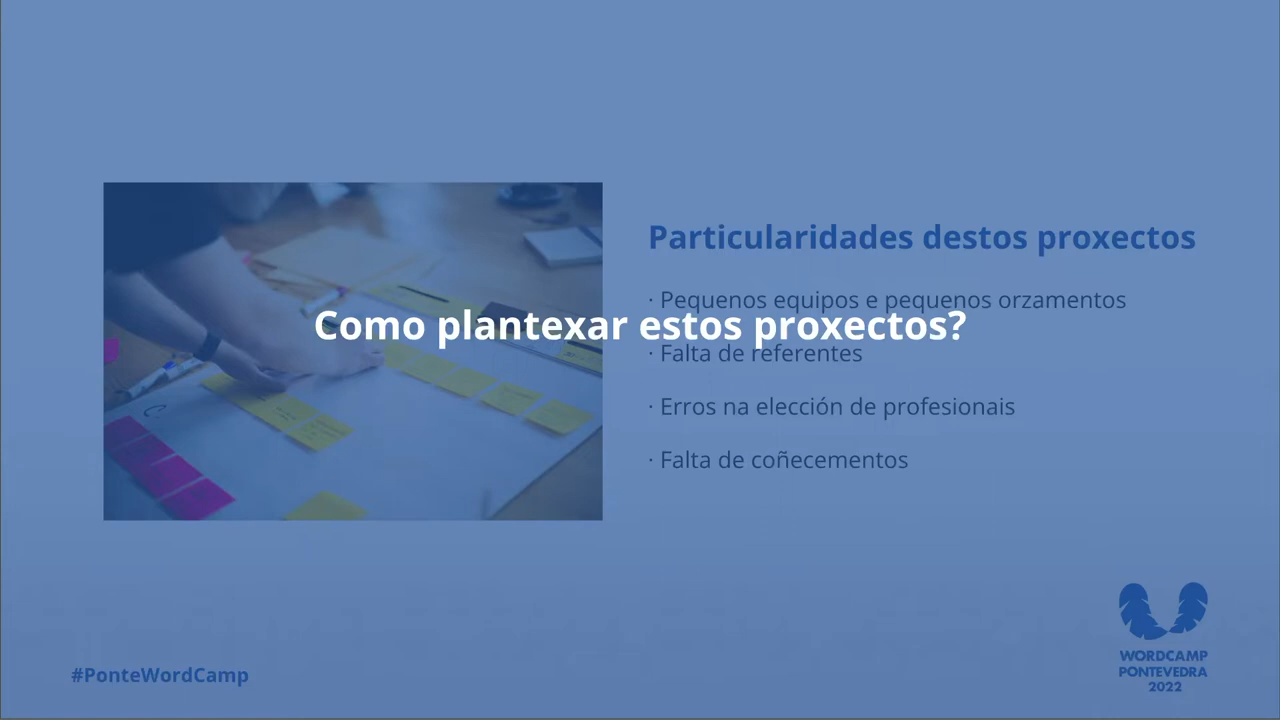 Particularidades destos proxectos
· Pequenos equipos e pequenos orzamentos
Como plantexar estos proxectos?
· Falta de referentes
· Erros na elección de profesionais
· Falta de coñecementos
#PonteWordCamp
WORDCAMP
PONTEVEDRA
2022